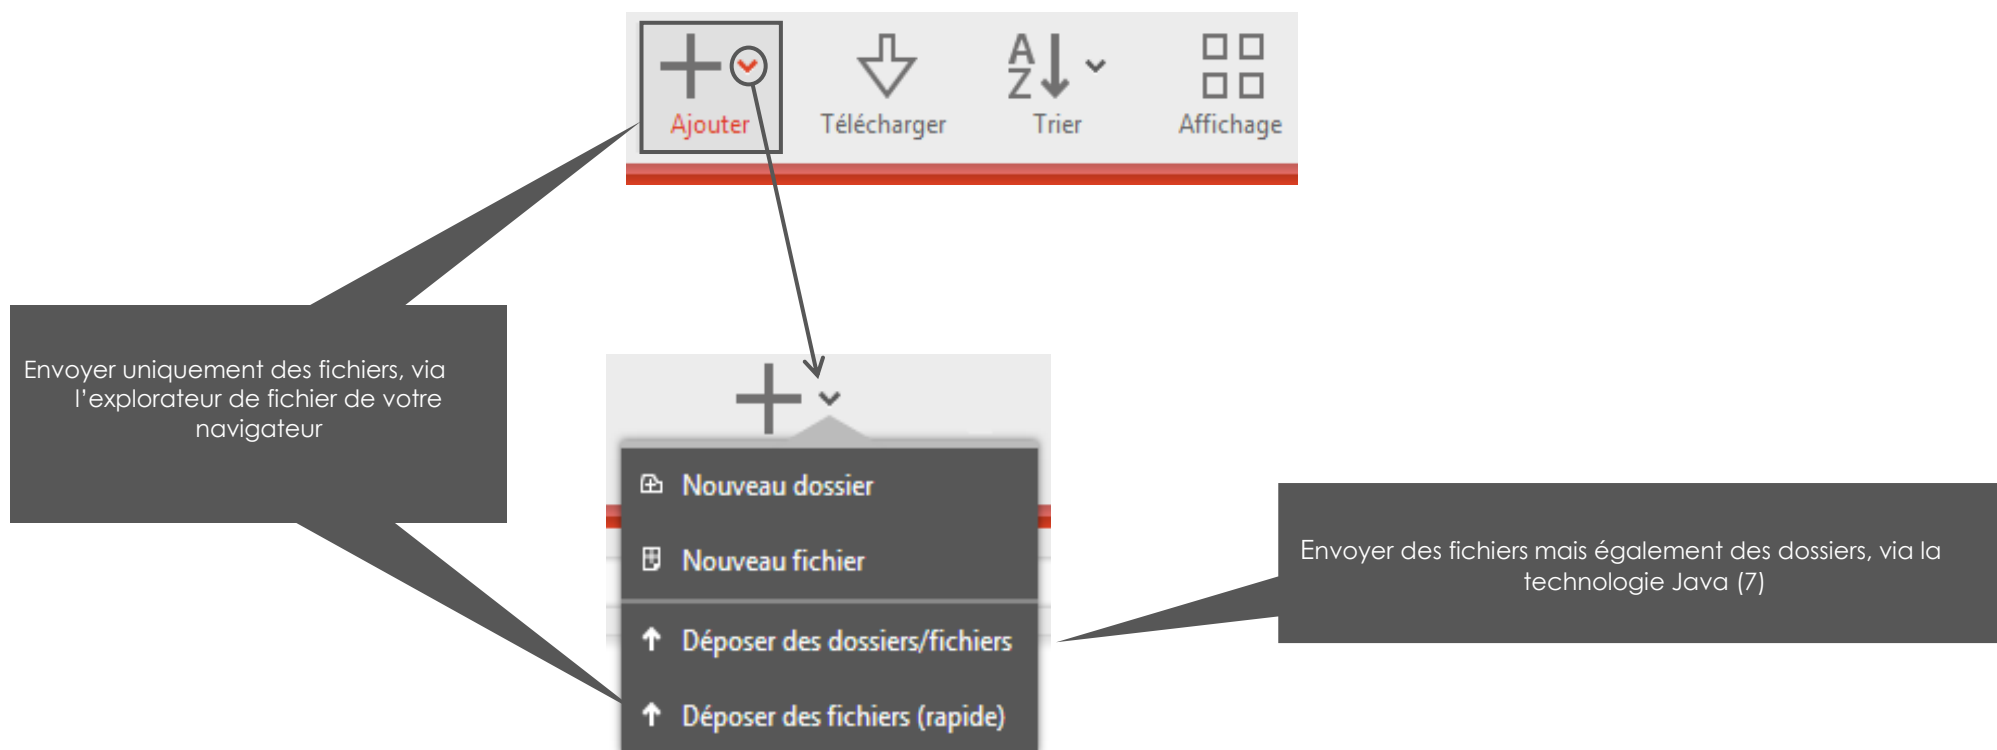 Ajouter
Télécharger
A
Z
Trier
Affichage
Envoyer uniquement des fichiers, via
l'explorateur de fichier de votre
navigateur
Nouveau dossier
Nouveau fichier
Déposer des dossiers/fichiers
Déposer des fichiers (rapide)
Envoyer des fichiers mais également des dossiers, via la
technologie Java (7)